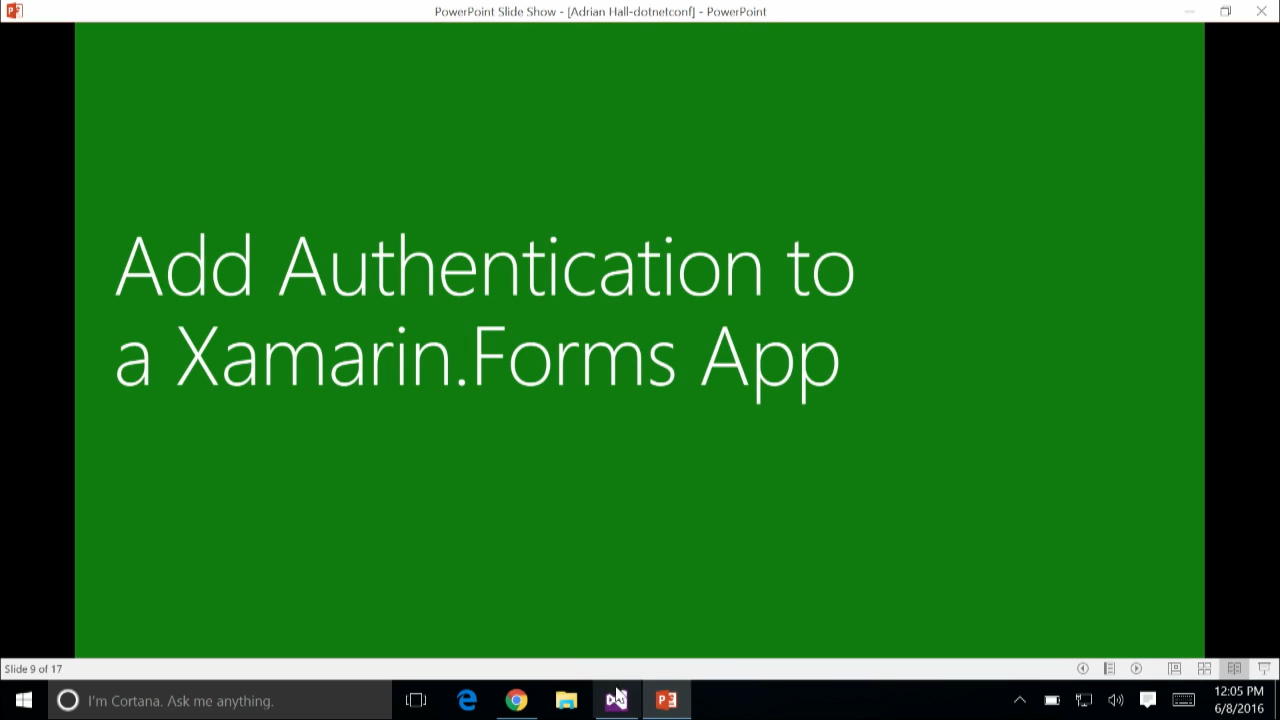 PowerPoint Slide Show - [Adrian Hall-dotnetconf] - PowerPoint
Add Authentication to
a Xamarin.Forms App
Slide 9 of 17
I'm Cortana. Ask me anything.
12:05 PM
6/8/2016